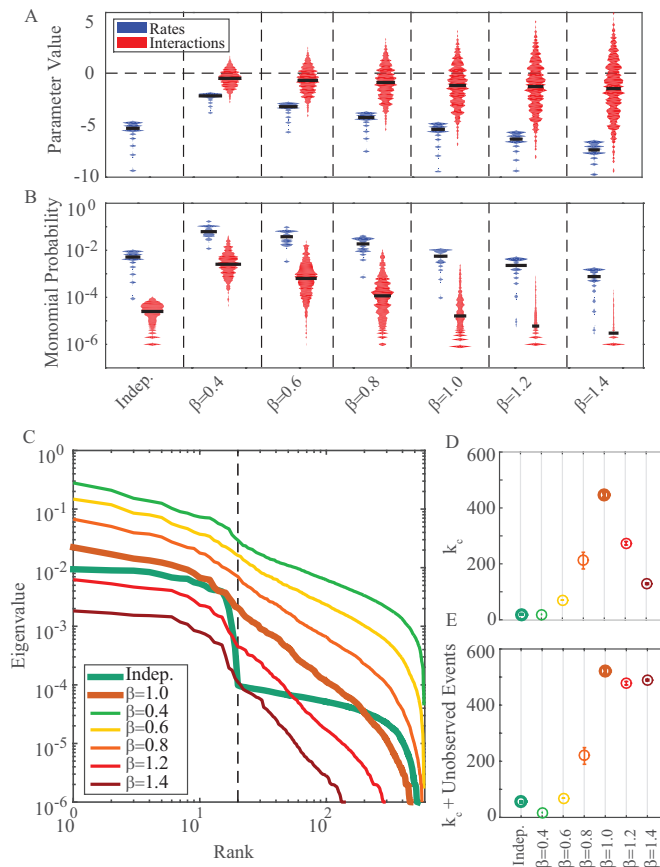 A
Parameter Value
5
0
-5
-10
Rates
Interactions
B
Monomial Probability
10^0
10^-2
10^-4
10^-6
Indep.
β=0.4
β=0.6
β=0.8
β=1.0
β=1.2
β=1.4
C
Eigenvalue
10^0
10^-1
10^-2
10^-3
10^-4
10^-5
10^-6
Indep.
β=1.0
β=0.4
β=0.6
β=0.8
β=1.2
β=1.4
10^0
10^1
10^2
Rank
D
k_c
600
400
200
0
E
k_c + Unobserved Events
600
400
200
0
Indep.
β=0.4
β=0.6
β=0.8
β=1.0
β=1.2
β=1.4